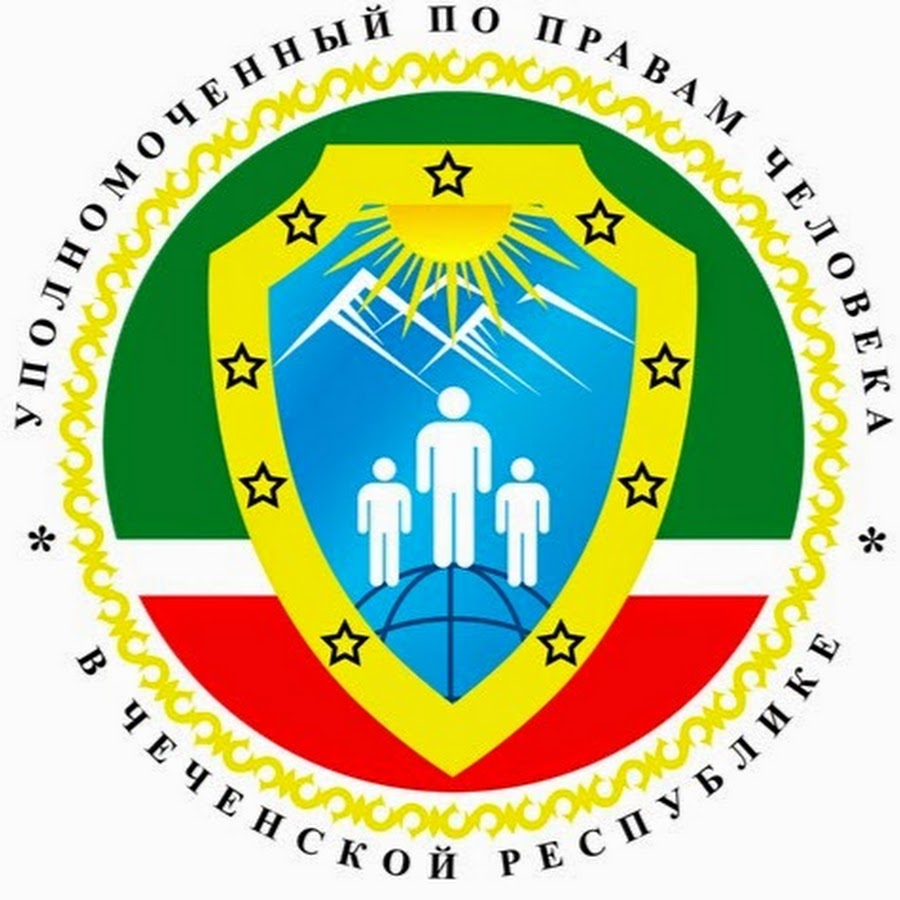 УПОЛНОМОЧЕННЫЙ ПО ПРАВАМ ЧЕЛОВЕКА
* В ЧЕЧЕНСКОЙ РЕСПУБЛИКЕ *